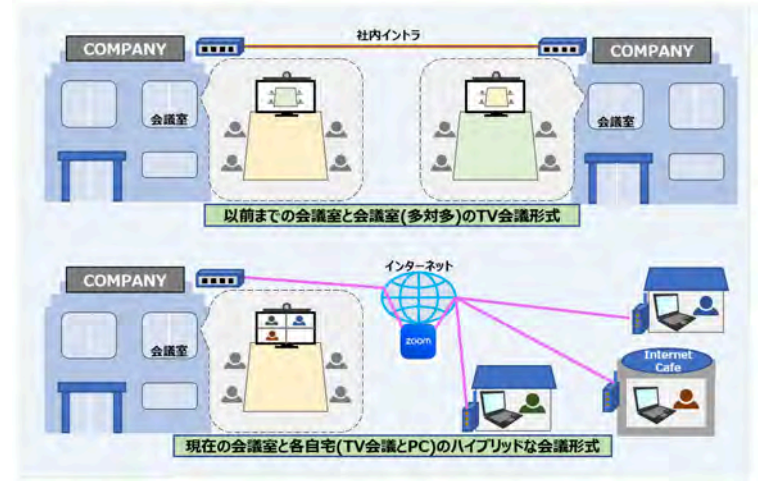 社内イントラ
COMPANY
COMPANY
会議室
会議室
以前までの会議室と会議室(多対多)のTV会議形式
インターネット
COMPANY
会議室
zoom
Internet
Cafe
現在の会議室と各自宅(TV会議とPC)のハイブリッドな会議形式